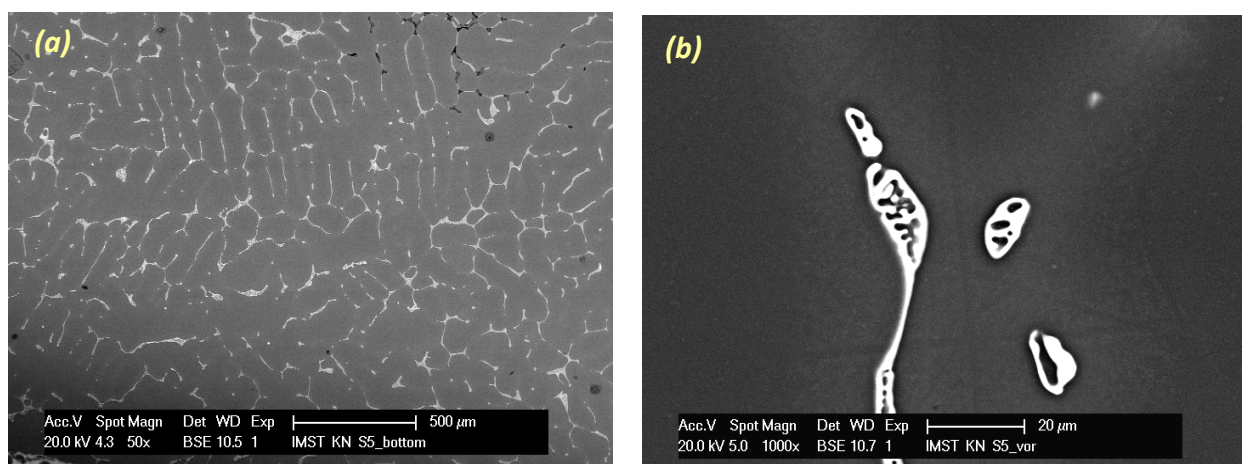 (a)
Acc.V Spot Magn Det WD Exp 500 µm
20.0 kV 4.3 50x BSE 10.5 1 IMST KN S5_bottom
(b)
Acc.V Spot Magn Det WD Exp 20 µm
20.0 kV 5.0 1000x BSE 10.7 1 IMST KN S5_vor